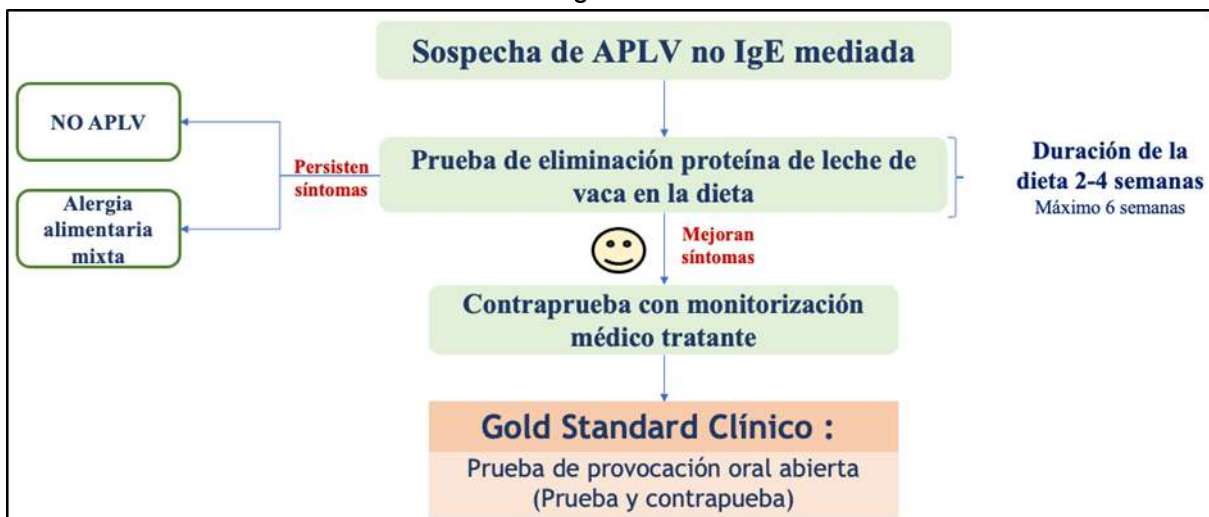 Sospecha de APLV no IgE mediada
NO APLV
Persisten
síntomas
Alergia
alimentaria
mixta
Prueba de eliminación proteína de leche de
vaca en la dieta
Duración de la
dieta 2-4 semanas
Máximo 6 semanas
Mejoran
síntomas
Contraprueba con monitorización
médico tratante
Gold Standard Clínico :
Prueba de provocación oral abierta
(Prueba y contrapueba)